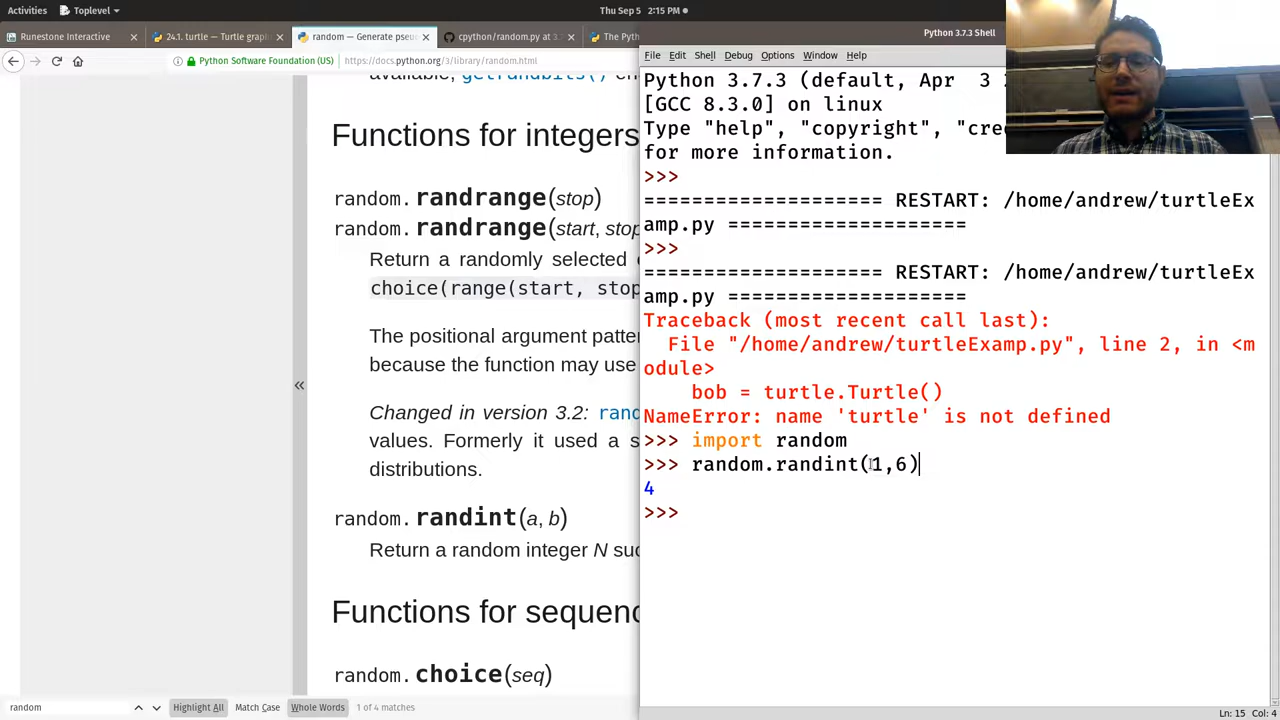 Activities
Toplevel
Thu Sep 5 2:15 PM
Runestone Interactive
24.1. turtle — Turtle grap
random — Generate pseu
cpython/random.py at 3.7
The Pyth
Python Software Foundation (US)
https://docs.python.org/3/library/random.html
available, getrandbits()
Functions for integers
random.randrange(stop)
random.randrange(start, stop
Return a randomly selected
choice(range(start, stop
The positional argument patter
because the function may use
Changed in version 3.2: rand
values. Formerly it used a s
distributions.
random.randint(a, b)
Return a random integer N suc
Functions for sequenc
random.choice(seq)
random
Highlight All
Match Case
Whole Words
1 of 4 matches
Python 3.7.3 Shell
File Edit Shell Debug Options Window Help
Python 3.7.3 (default, Apr 3
[GCC 8.3.0] on linux
Type "help", "copyright", "cre
for more information.
>>>
==================== RESTART: /home/andrew/turtleEx
amp.py ====================
>>>
==================== RESTART: /home/andrew/turtleEx
amp.py ====================
Traceback (most recent call last):
File "/home/andrew/turtleExamp.py", line 2, in <m
odule>
bob = turtle.Turtle()
NameError: name 'turtle' is not defined
>>> import random
>>> random.randint(1,6)
4
>>>
Ln: 15 Col: 4